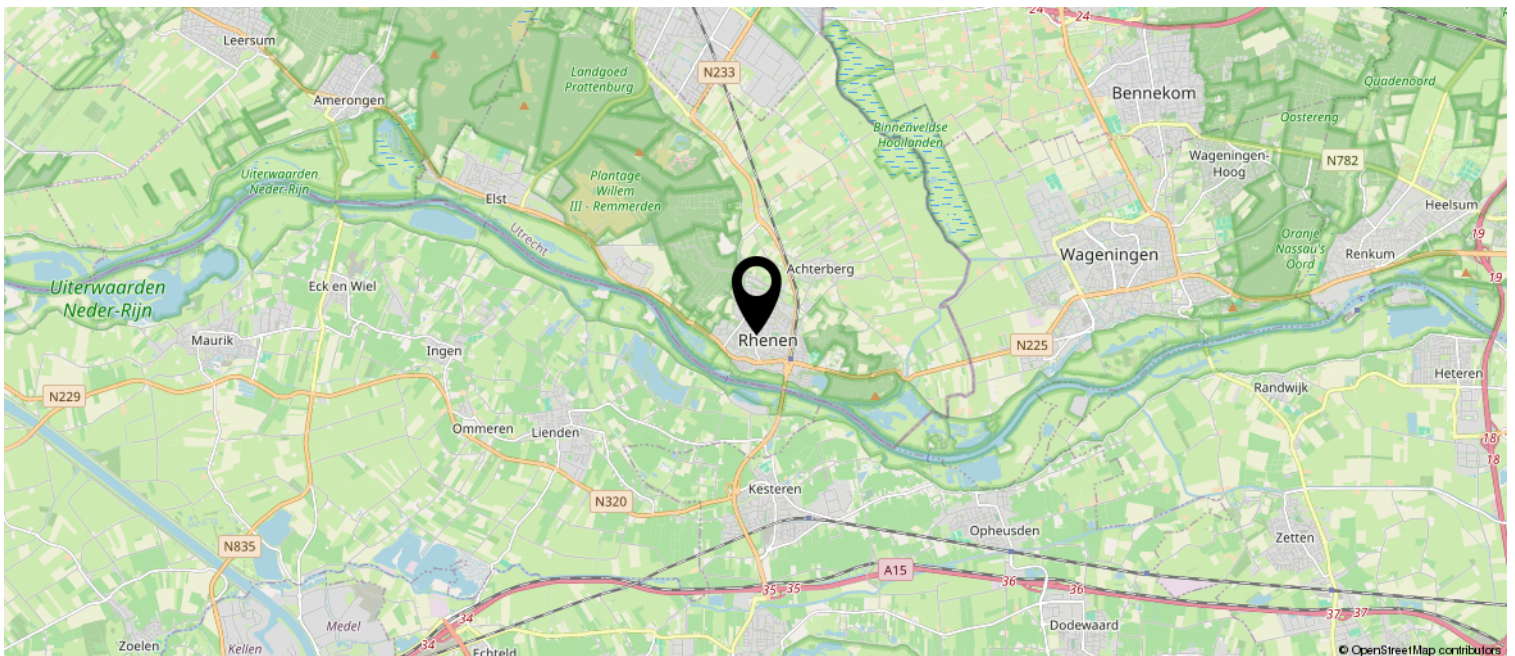 24
24
Leersum
N233
Landgoed
Prattenburg
Quadenoord
Bennekom
Amerongen
Oostereng
Binnenveldse
Hooilanden
Wageningen-
Hoog
N782
Uiterwaarden
Neder-Rijn
Plantage
Willem
III - Remmerden
Elst
Heelsum
Utrecht
Oranje
Nassau's
Oord
19
Wageningen
Renkum
Achterberg
19
Eck en Wiel
Uiterwaarden
Neder-Rijn
Maurik
Rhenen
Ingen
N225
Heteren
Randwijk
N229
Ommeren
Lienden
18
18
Kesteren
N320
Opheusden
Zetten
N835
A15
35
35
36
36
34
37
37
Medel
Dodewaard
34
Zoelen
Kellen
Echteld
© OpenStreetMap contributors